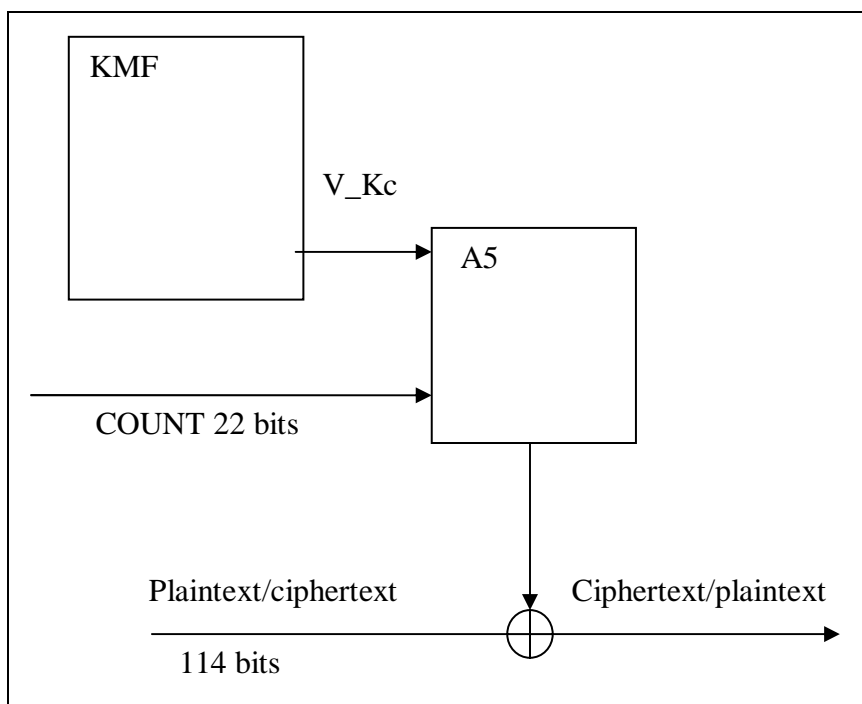 KMF
V_Kc
A5
COUNT 22 bits
Plaintext/ciphertext
Ciphertext/plaintext
114 bits